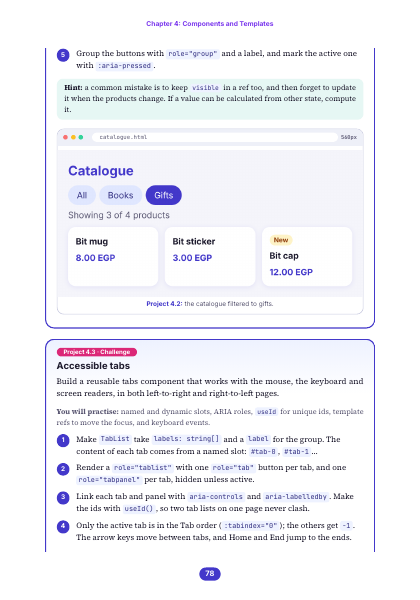 Chapter 4: Components and Templates
5 Group the buttons with role="group" and a label, and mark the active one
with :aria-pressed.
Hint: a common mistake is to keep visible in a ref too, and then forget to update
it when the products change. If a value can be calculated from other state, compute
it.
catalogue.html 560px
Catalogue
All Books Gifts
Showing 3 of 4 products
Bit mug
8.00 EGP
Bit sticker
3.00 EGP
New
Bit cap
12.00 EGP
Project 4.2: the catalogue filtered to gifts.
Project 4.3 · Challenge
Accessible tabs
Build a reusable tabs component that works with the mouse, the keyboard and
screen readers, in both left-to-right and right-to-left pages.
You will practise: named and dynamic slots, ARIA roles, useId for unique ids, template
refs to move the focus, and keyboard events.
1 Make TabList take labels: string[] and a label for the group. The
content of each tab comes from a named slot: #tab-0, #tab-1 …
2 Render a role="tablist" with one role="tab" button per tab, and one
role="tabpanel" per tab, hidden unless active.
3 Link each tab and panel with aria-controls and aria-labelledby. Make
the ids with useId(), so two tab lists on one page never clash.
4 Only the active tab is in the Tab order (:tabindex="0"); the others get -1.
The arrow keys move between tabs, and Home and End jump to the ends.
78